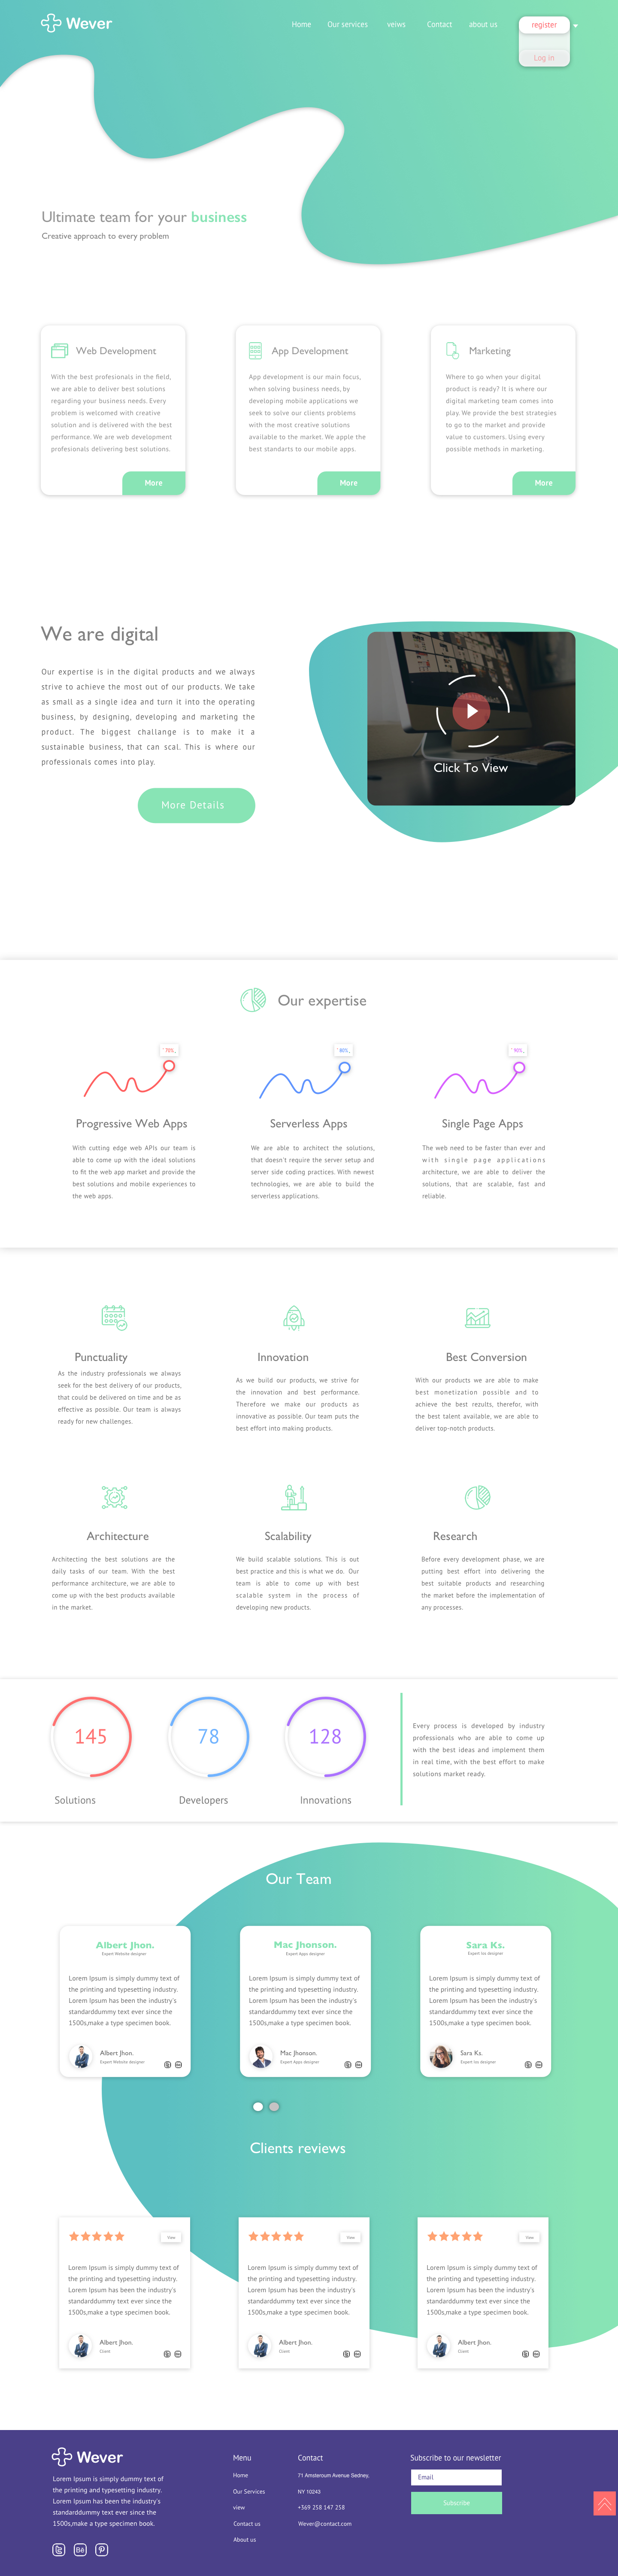 Wever
Home Our services veiws Contact about us register
Log in
Ultimate team for your business
Creative approach to every problem
Web Development
With the best profesionals in the field,
we are able to deliver best solutions
regarding your business needs. Every
problem is welcomed with creative
solution and is delivered with the best
performance. We are web development
profesionals delivering best solutions.
More
App Development
App development is our main focus,
when solving business needs, by
developing mobile applications we
seek to solve our clients problems
with the most creative solutions
available to the market. We apple the
best standarts to our mobile apps.
More
Marketing
Where to go when your digital
product is ready? It is where our
digital marketing team comes into
play. We provide the best strategies
to go to the market and provide
value to customers. Using every
possible methods in marketing.
More
We are digital
Our expertise is in the digital products and we always
strive to achieve the most out of our products. We take
as small as a single idea and turn it into the operating
business, by designing, developing and marketing the
product. The biggest challange is to make it a
sustainable business, that can scal. This is where our
professionals comes into play.
More Details
Click To View
Our expertise
70%
Progressive Web Apps
With cutting edge web APIs our team is
able to come up with the ideal solutions
to fit the web app market and provide the
best solutions and mobile experiences to
the web apps.
80%
Serverless Apps
We are able to architect the solutions,
that doesn't require the server setup and
server side coding practices. With newest
technologies, we are able to build the
serverless applications.
90%
Single Page Apps
The web need to be faster than ever and
with single page applications
architecture, we are able to deliver the
solutions, that are scalable, fast and
reliable.
Punctuality
As the industry professionals we always
seek for the best delivery of our products,
that could be delivered on time and be as
effective as possible. Our team is always
ready for new challenges.
Innovation
As we build our products, we strive for
the innovation and best performance.
Therefore we make our products as
innovative as possible. Our team puts the
best effort into making products.
Best Conversion
With our products we are able to make
best monetization possible and to
achieve the best rezults, therefor, with
the best talent available, we are able to
deliver top-notch products.
Architecture
Architecting the best solutions are the
daily tasks of our team. With the best
performance architecture, we are able to
come up with the best products available
in the market.
Scalability
We build scalable solutions. This is out
best practice and this is what we do. Our
team is able to come up with best
scalable system in the process of
developing new products.
Research
Before every development phase, we are
putting best effort into delivering the
best suitable products and researching
the market before the implementation of
any processes.
145
Solutions
78
Developers
128
Innovations
Every process is developed by industry
professionals who are able to come up
with the best ideas and implement them
in real time, with the best effort to make
solutions market ready.
Our Team
Albert Jhon.
Expert Website designer
Lorem Ipsum is simply dummy text of
the printing and typesetting industry.
Lorem Ipsum has been the industry's
standarddummy text ever since the
1500s,make a type specimen book.
Albert Jhon.
Expert Website designer
Mac Jhonson.
Expert Apps designer
Lorem Ipsum is simply dummy text of
the printing and typesetting industry.
Lorem Ipsum has been the industry's
standarddummy text ever since the
1500s,make a type specimen book.
Mac Jhonson.
Expert Apps designer
Sara Ks.
Expert ios designer
Lorem Ipsum is simply dummy text of
the printing and typesetting industry.
Lorem Ipsum has been the industry's
standarddummy text ever since the
1500s,make a type specimen book.
Sara Ks.
Expert ios designer
Clients reviews
View
Lorem Ipsum is simply dummy text of
the printing and typesetting industry.
Lorem Ipsum has been the industry's
standarddummy text ever since the
1500s,make a type specimen book.
Albert Jhon.
Client
View
Lorem Ipsum is simply dummy text of
the printing and typesetting industry.
Lorem Ipsum has been the industry's
standarddummy text ever since the
1500s,make a type specimen book.
Albert Jhon.
Client
View
Lorem Ipsum is simply dummy text of
the printing and typesetting industry.
Lorem Ipsum has been the industry's
standarddummy text ever since the
1500s,make a type specimen book.
Albert Jhon.
Client
Wever
Lorem Ipsum is simply dummy text of
the printing and typesetting industry.
Lorem Ipsum has been the industry's
standarddummy text ever since the
1500s,make a type specimen book.
Menu
Home
Our Services
view
Contact us
About us
Contact
71 Amsteroum Avenue Sedney,
NY 10243
+369 258 147 258
Wever@contact.com
Subscribe to our newsletter
Email
Subscribe